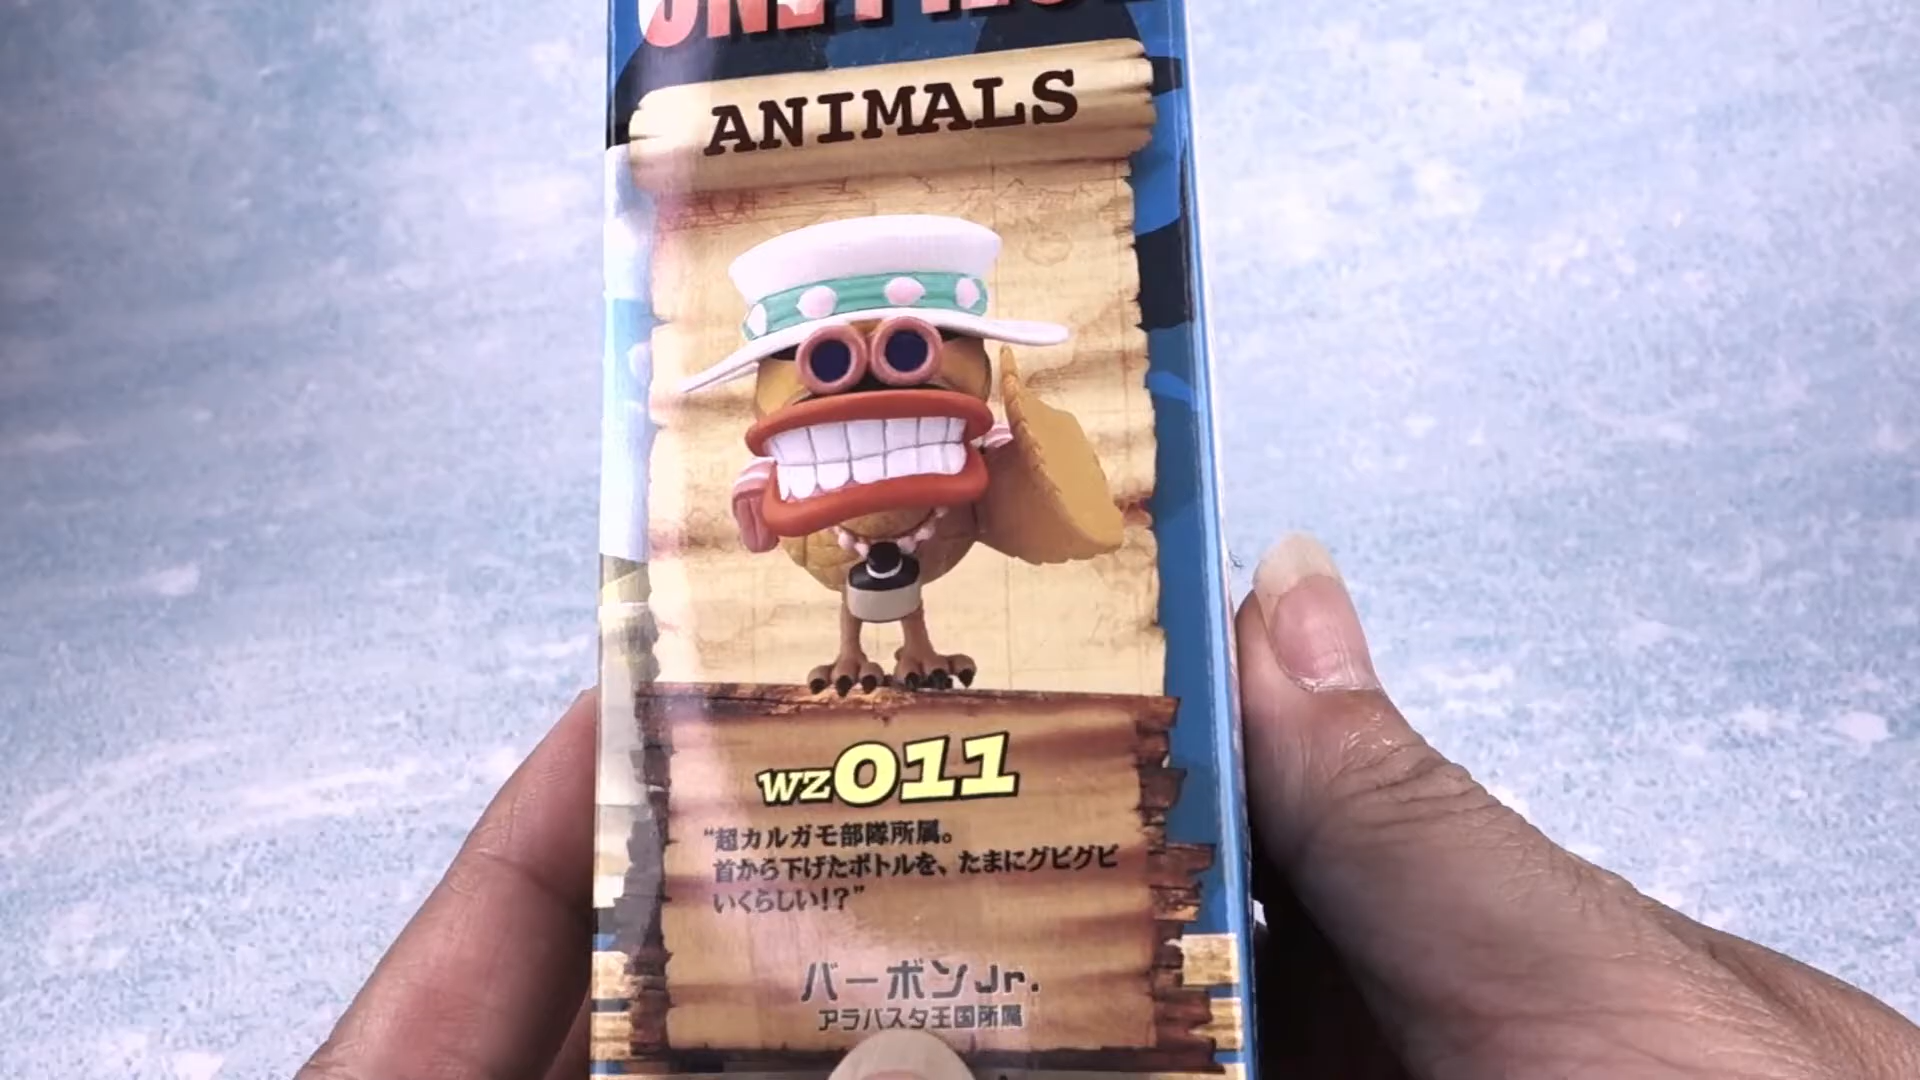 ONE PIECE
ANIMALS
WZ011
“超カルガモ部隊所属。
首から下げたボトルを、たまにグビグビ
いくらしい!?”
バーボンJr.
アラバスタ王国所属